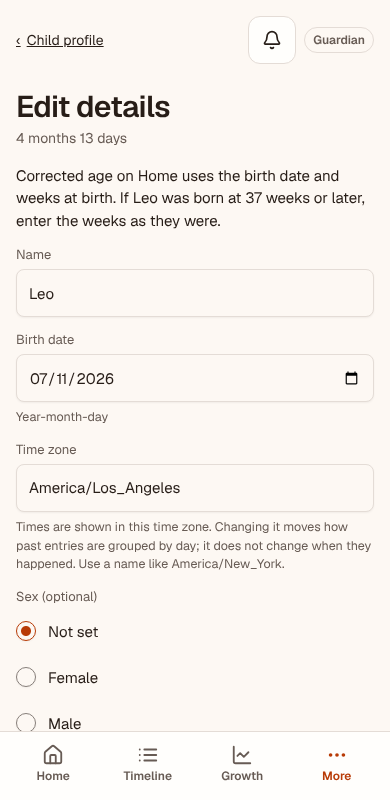 ‹ Child profile
Guardian
Edit details
4 months 13 days
Corrected age on Home uses the birth date and
weeks at birth. If Leo was born at 37 weeks or later,
enter the weeks as they were.
Name
Leo
Birth date
07/11/2026
Year-month-day
Time zone
America/Los_Angeles
Times are shown in this time zone. Changing it moves how
past entries are grouped by day; it does not change when they
happened. Use a name like America/New_York.
Sex (optional)
Not set
Female
Male
Home
Timeline
Growth
More